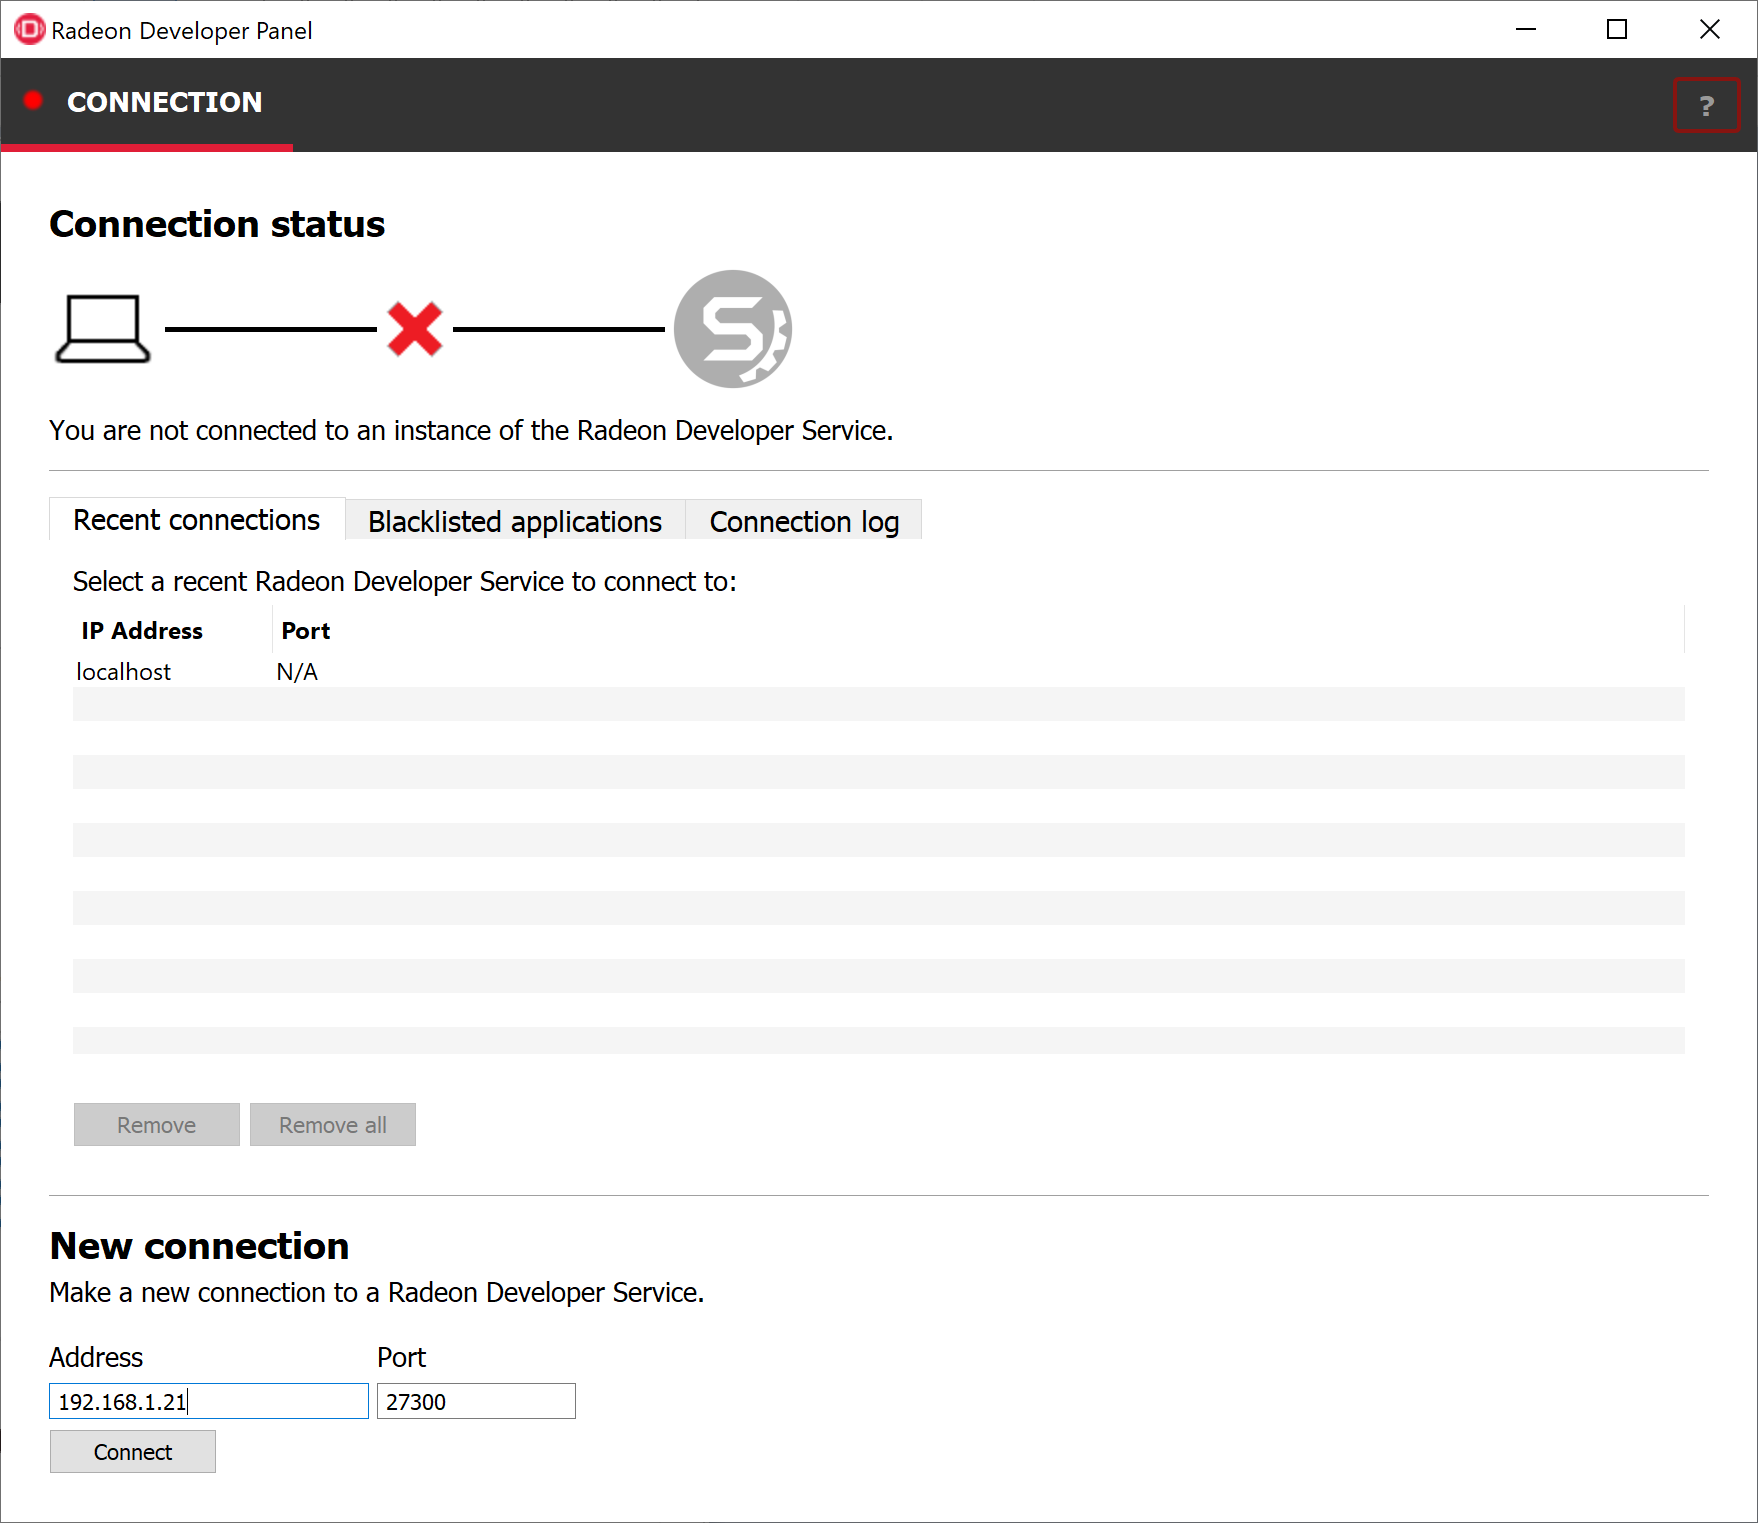 Radeon Developer Panel
CONNECTION
?
Connection status
You are not connected to an instance of the Radeon Developer Service.
Recent connections Blacklisted applications Connection log
Select a recent Radeon Developer Service to connect to:
IP Address Port
localhost N/A
Remove Remove all
New connection
Make a new connection to a Radeon Developer Service.
Address Port
192.168.1.21 27300
Connect